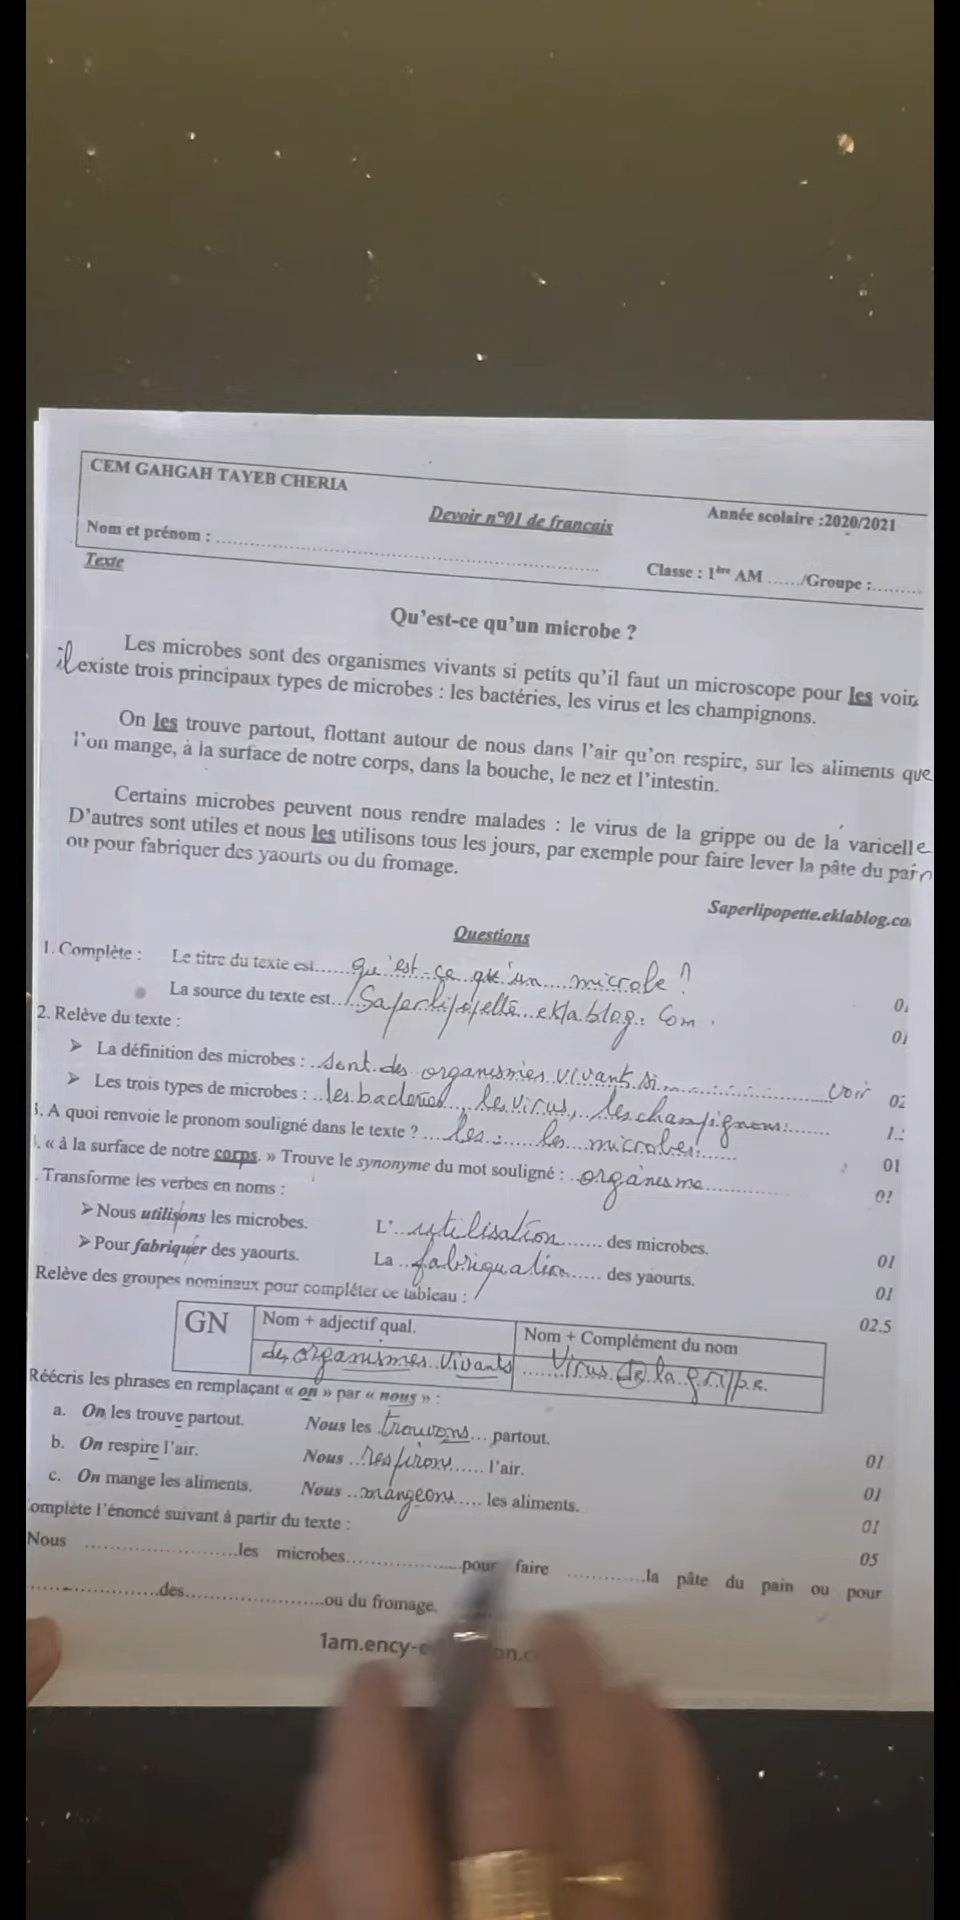 CEM GAHGAH TAYEB CHERIA
Devoir n°01 de français
Année scolaire :2020/2021
Nom et prénom : ........................
Classe : 1ère AM ....../Groupe :.........
Texte
Qu'est-ce qu'un microbe ?
Les microbes sont des organismes vivants si petits qu'il faut un microscope pour les voir,
il existe trois principaux types de microbes : les bactéries, les virus et les champignons.
On les trouve partout, flottant autour de nous dans l'air qu'on respire, sur les aliments que
l'on mange, à la surface de notre corps, dans la bouche, le nez et l'intestin.
Certains microbes peuvent nous rendre malades : le virus de la grippe ou de la varicelle
D'autres sont utiles et nous les utilisons tous les jours, par exemple pour faire lever la pâte du pain
ou pour fabriquer des yaourts ou du fromage.
Saperlipopette.eklablog.co
Questions
1. Complète : Le titre du texte est..... qu'est-ce qu'un microbe ?
La source du texte est... Saperlipopette.eklablog.com. 01
2. Relève du texte :
➤ La définition des microbes : ..sont des organismes vivants si.............. voir 02
➤ Les trois types de microbes : ..les bacteries, les virus, les champignons.......
. A quoi renvoie le pronom souligné dans le texte ? ....les : les microbes...... 01
. « à la surface de notre corps. » Trouve le synonyme du mot souligné : ..organisme............
. Transforme les verbes en noms :
➤Nous utilisons les microbes. L'...utilisation....... des microbes. 01
➤Pour fabriquer des yaourts. La ..fabriquation...... des yaourts. 01
Relève des groupes nominaux pour compléter ce tableau : 02.5
GN Nom + adjectif qual. Nom + Complément du nom
des organismes vivants .......Virus de la grippe.
Réécris les phrases en remplaçant « on » par « nous » :
a. On les trouve partout. Nous les trouvons... partout. 01
b. On respire l'air. Nous ...respirons...... l'air. 01
c. On mange les aliments. Nous ..mangeons..... les aliments. 01
omplète l'énoncé suivant à partir du texte : 05
Nous .......................les microbes.................pour faire ............la pâte du pain ou pour
...................des....................ou du fromage.
1am.ency-